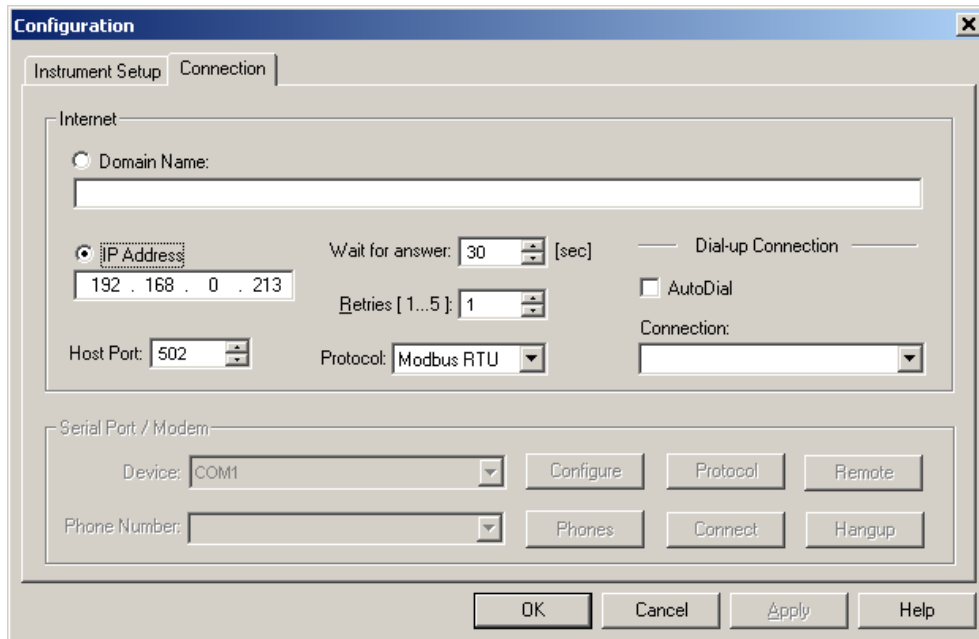 Configuration
Instrument Setup Connection
Internet
Domain Name:
IP Address
192 . 168 . 0 . 213
Host Port: 502
Wait for answer: 30 [sec]
Retries [ 1...5 ]: 1
Protocol: Modbus RTU
Dial-up Connection
AutoDial
Connection:
Serial Port / Modem
Device: COM1 Configure Protocol Remote
Phone Number: Phones Connect Hangup
OK Cancel Apply Help